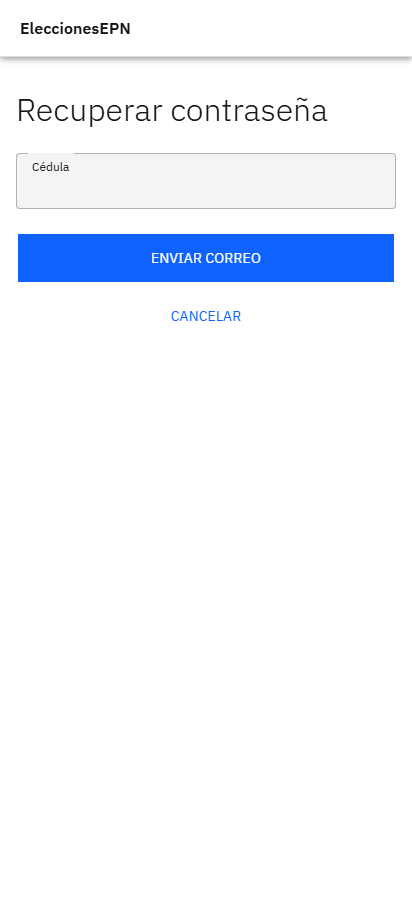 EleccionesEPN
Recuperar contraseña
Cédula
ENVIAR CORREO
CANCELAR